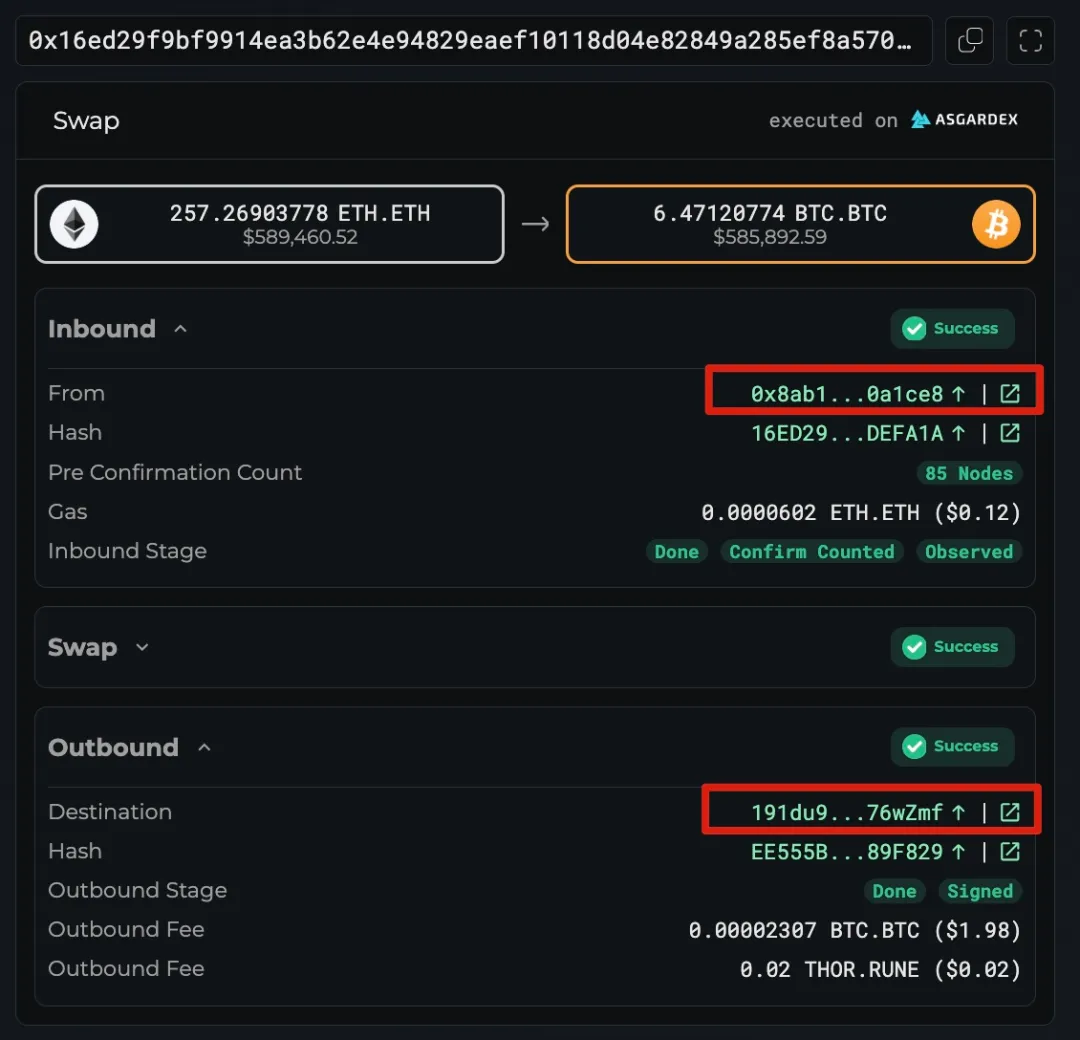 0x16ed29f9bf9914ea3b62e4e94829eaef10118d04e82849a285ef8a570…
Swap
executed on ASGARDEX
257.26903778 ETH.ETH
$589,460.52
→
6.47120774 BTC.BTC
$585,892.59
Inbound
Success
From 0x8ab1...0a1ce8 ↑ |
Hash 16ED29...DEFA1A ↑ |
Pre Confirmation Count 85 Nodes
Gas 0.0000602 ETH.ETH ($0.12)
Inbound Stage Done Confirm Counted Observed
Swap
Success
Outbound
Success
Destination 191du9...76wZmf ↑ |
Hash EE555B...89F829 ↑ |
Outbound Stage Done Signed
Outbound Fee 0.00002307 BTC.BTC ($1.98)
Outbound Fee 0.02 THOR.RUNE ($0.02)